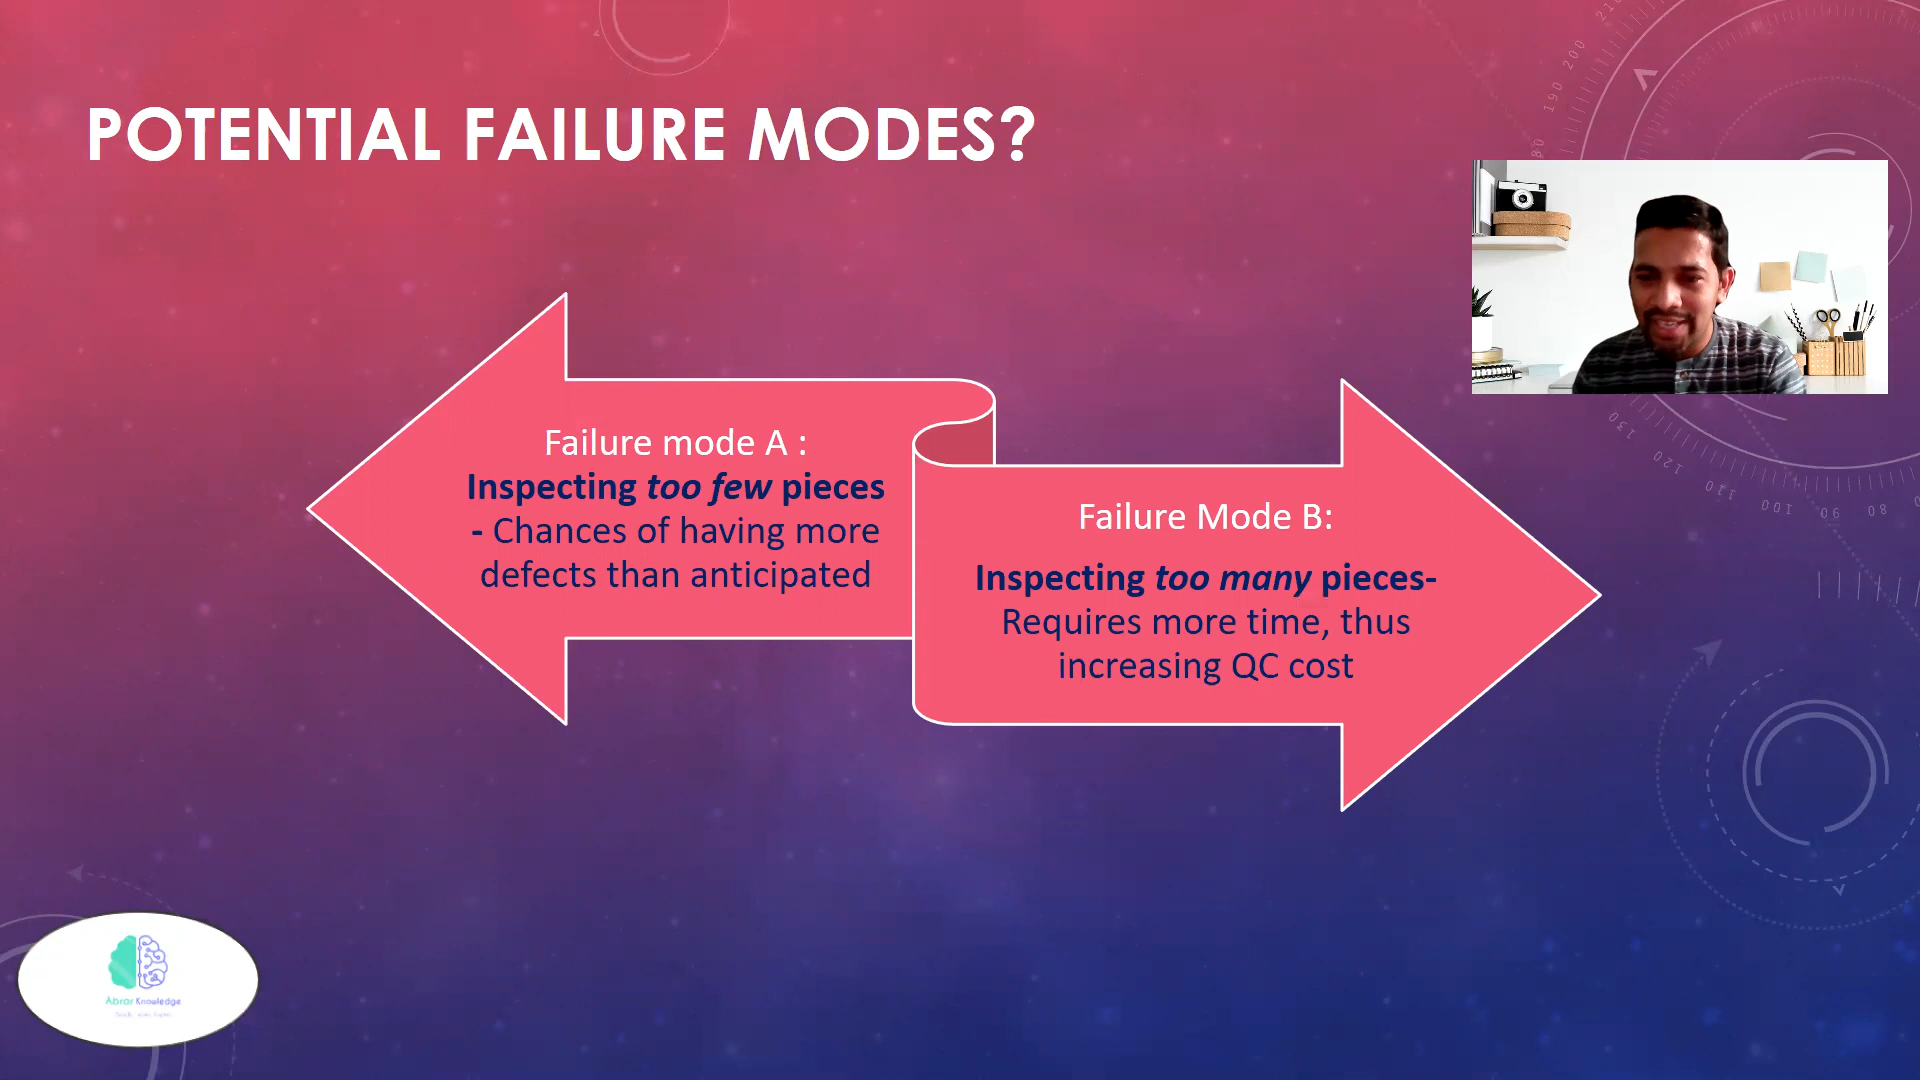 POTENTIAL FAILURE MODES?
Failure mode A :
Inspecting too few pieces
- Chances of having more
defects than anticipated
Failure Mode B:
Inspecting too many pieces-
Requires more time, thus
increasing QC cost
Abrar Knowledge